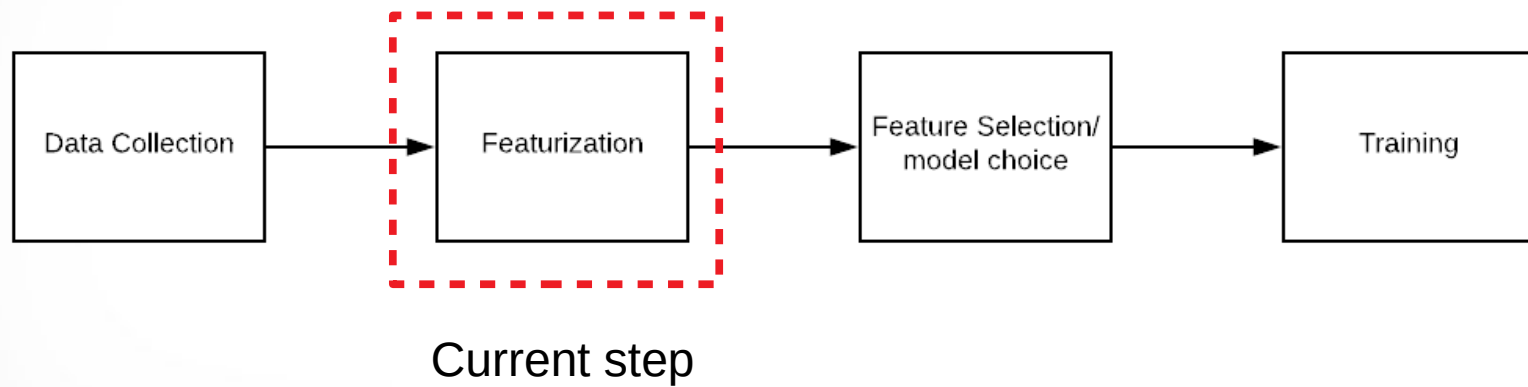 Data Collection
Featurization
Feature Selection/
model choice
Training
Current step